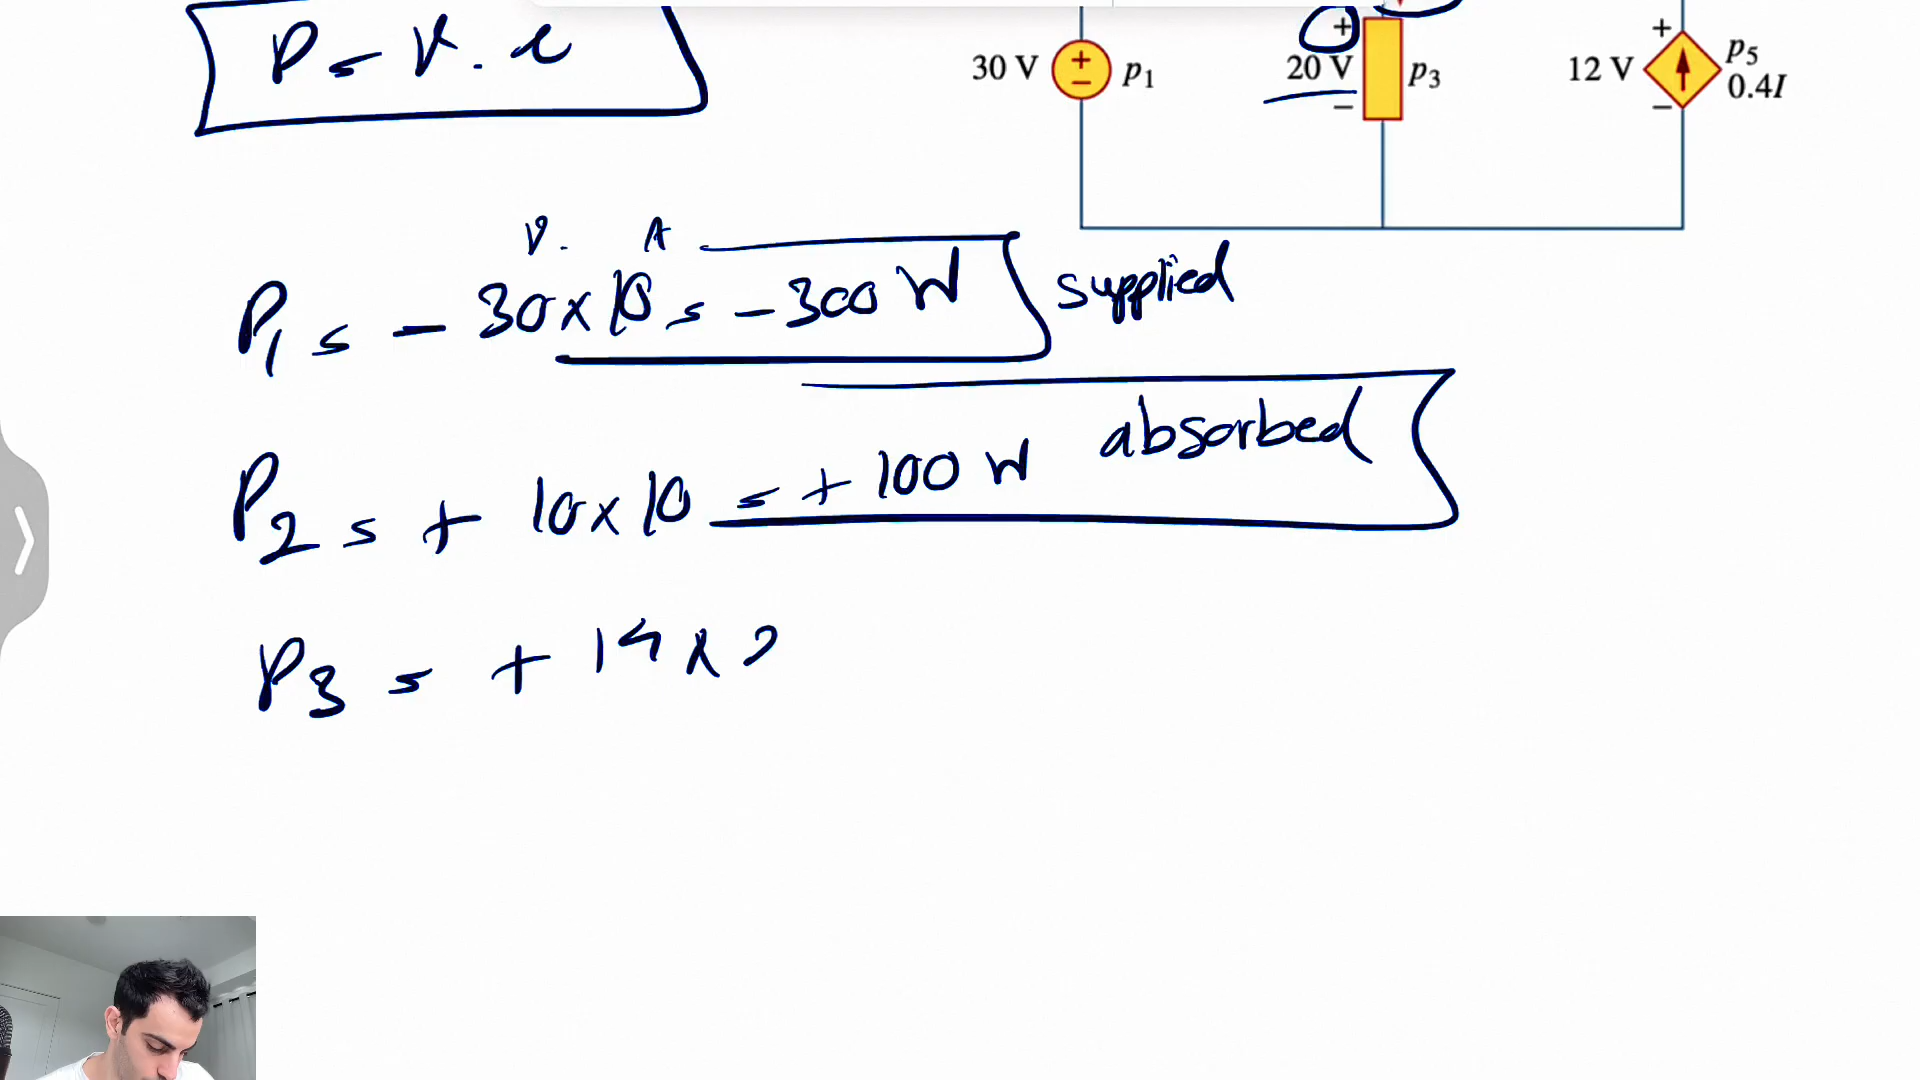 P = V . i
+
+
30 V
+
−
p1
20 V
p3
−
12 V
p5
0.4I
−
V. A
P1 = - 30 x 10 = - 300 W supplied
P2 = + 10 x 10 = + 100 W absorbed
P3 = + 14 x 2